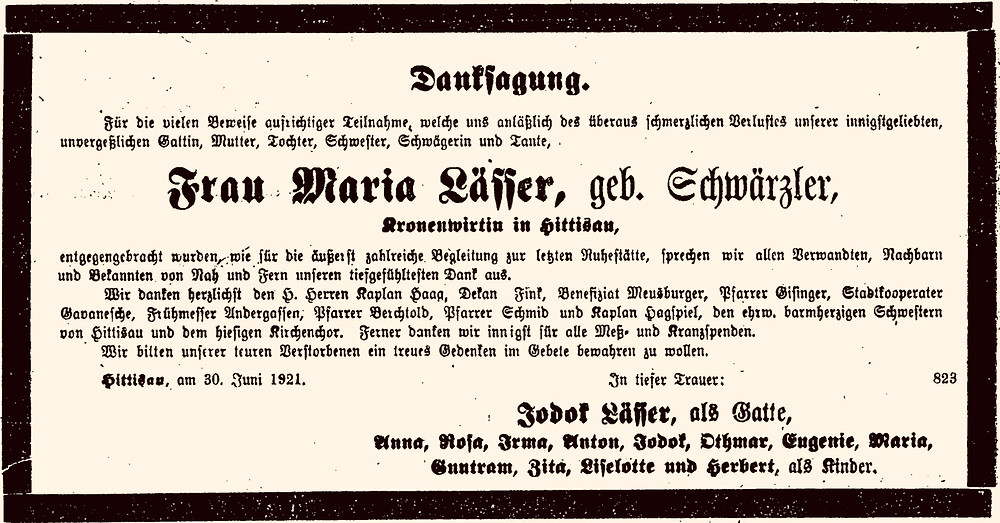 Danksagung.
Für die vielen Beweise aufrichtiger Teilnahme, welche uns anläßlich des überaus schmerzlichen Verlustes unserer innigstgeliebten,
unvergeßlichen Gattin, Mutter, Tochter, Schwester, Schwägerin und Tante,
Frau Maria Lässer, geb. Schwärzler,
Kronenwirtin in Hittisau,
entgegengebracht wurden, wie für die äußerst zahlreiche Begleitung zur letzten Ruhestätte, sprechen wir allen Verwandten, Nachbarn
und Bekannten von Nah und Fern unseren tiefgefühltesten Dank aus.
Wir danken herzlichst den H. Herren Kaplan Haag, Dekan Fink, Benefiziat Meusburger, Pfarrer Gisinger, Stadtkooperater
Gavanesche, Frühmesser Andergassen, Pfarrer Berchtold, Pfarrer Schmid und Kaplan Hagspiel, den ehrw. barmherzigen Schwestern
von Hittisau und dem hiesigen Kirchenchor. Ferner danken wir innigst für alle Meß- und Kranzspenden.
Wir bitten unserer teuren Verstorbenen ein treues Gedenken im Gebete bewahren zu wollen.
Hittisau, am 30. Juni 1921. In tiefer Trauer: 823
Jodok Lässer, als Gatte,
Anna, Rosa, Irma, Anton, Jodok, Othmar, Eugenie, Maria,
Guntram, Zita, Liselotte und Herbert, als Kinder.